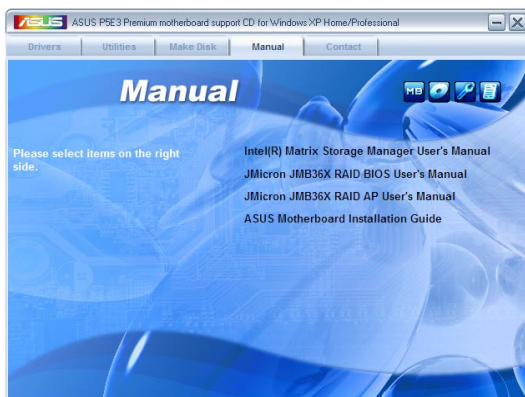 ASUS ASUS P5E3 Premium motherboard support CD for Windows XP Home/Professional
Drivers Utilities Make Disk Manual Contact
Manual
MB
Please select items on the right
side.
Intel(R) Matrix Storage Manager User's Manual
JMicron JMB36X RAID BIOS User's Manual
JMicron JMB36X RAID AP User's Manual
ASUS Motherboard Installation Guide